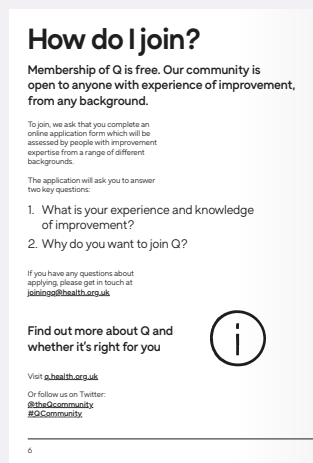 How do I join?
Membership of Q is free. Our community is
open to anyone with experience of improvement,
from any background.
To join, we ask that you complete an
online application form which will be
assessed by people with improvement
expertise from a range of different
backgrounds.
The application will ask you to answer
two key questions:
1. What is your experience and knowledge
of improvement?
2. Why do you want to join Q?
If you have any questions about
applying, please get in touch at
joiningq@health.org.uk
Find out more about Q and
whether it's right for you
i
Visit q.health.org.uk
Or follow us on Twitter:
@theQcommunity
#QCommunity
6